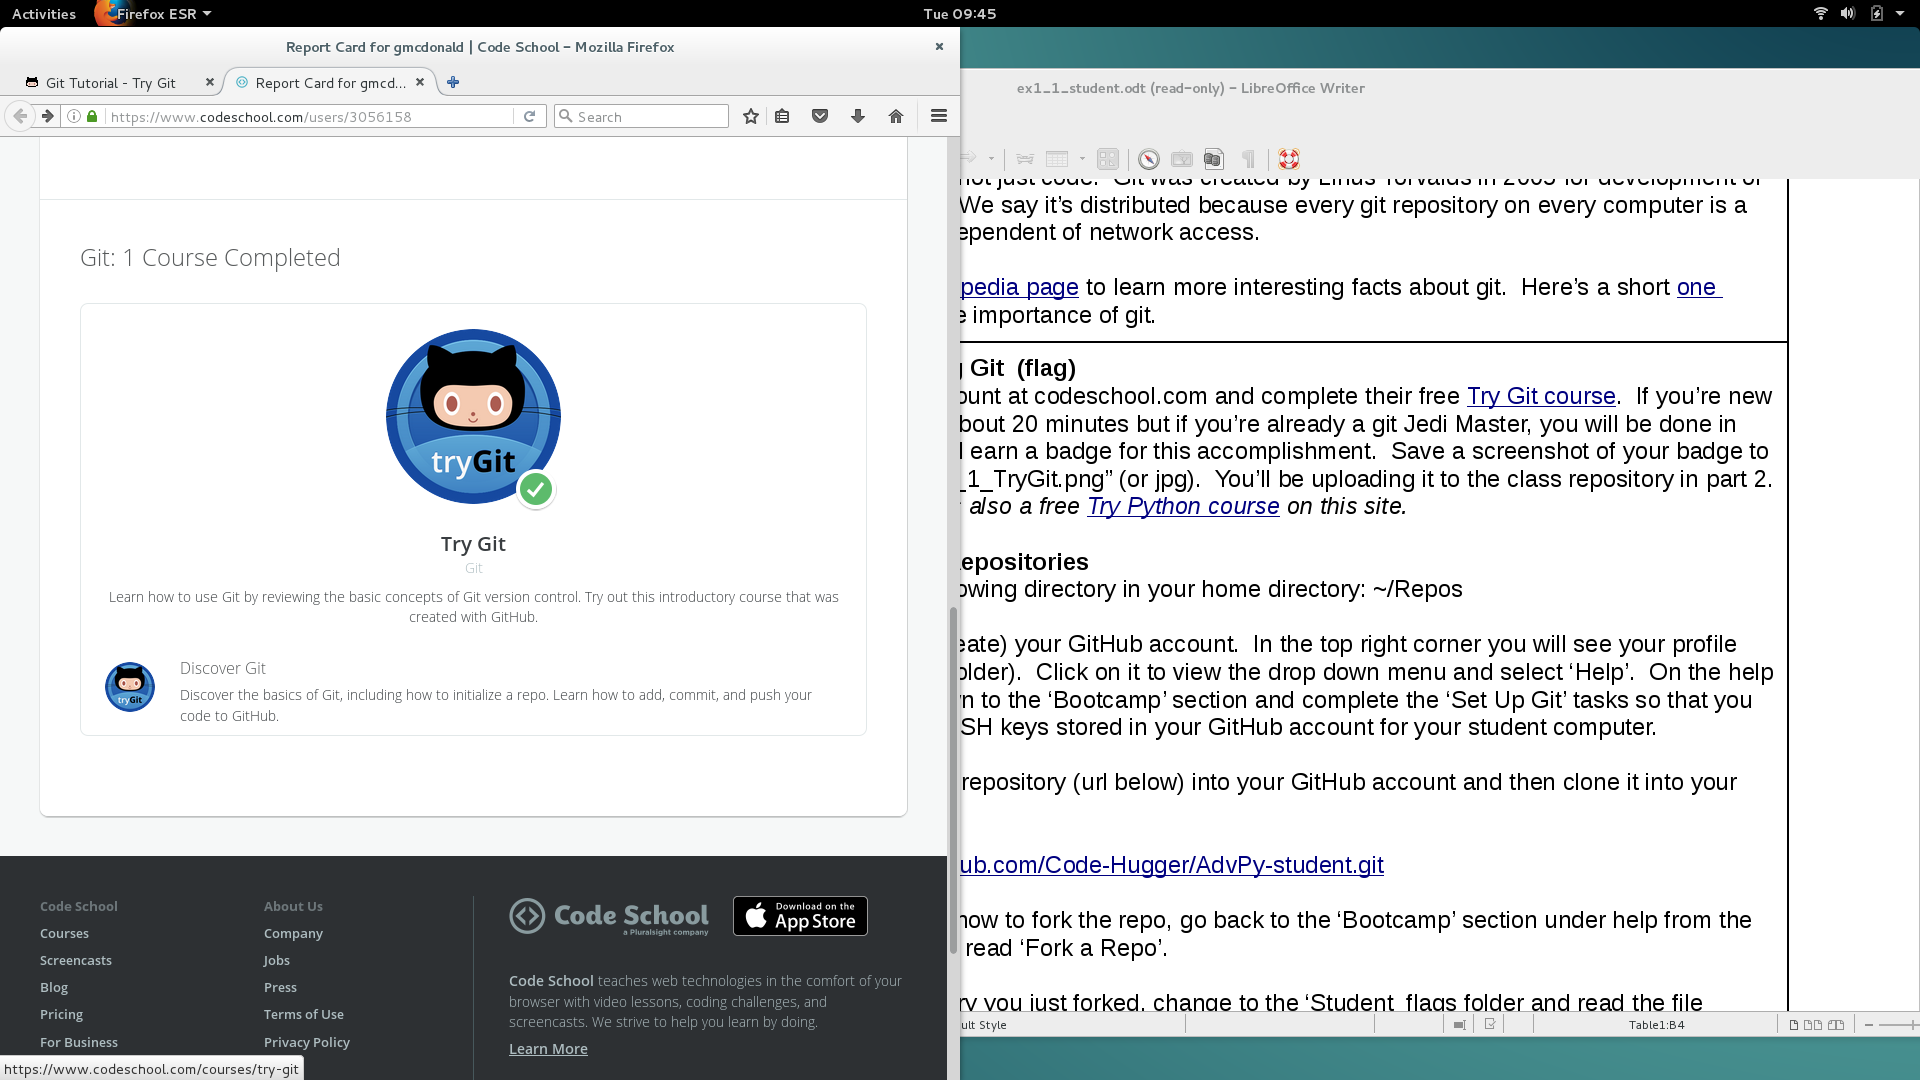 Activities
Firefox ESR
Tue 09:45
Report Card for gmcdonald | Code School – Mozilla Firefox
Git Tutorial - Try Git
Report Card for gmcd...
https://www.codeschool.com/users/3056158
Search
Git: 1 Course Completed
tryGit
Try Git
Git
Learn how to use Git by reviewing the basic concepts of Git version control. Try out this introductory course that was
created with GitHub.
tryGit
Discover Git
Discover the basics of Git, including how to initialize a repo. Learn how to add, commit, and push your
code to GitHub.
Code School
Courses
Screencasts
Blog
Pricing
For Business
About Us
Company
Jobs
Press
Terms of Use
Privacy Policy
Code School
a Pluralsight company
Download on the
App Store
Code School teaches web technologies in the comfort of your
browser with video lessons, coding challenges, and
screencasts. We strive to help you learn by doing.
Learn More
https://www.codeschool.com/courses/try-git
ex1_1_student.odt (read-only) – LibreOffice Writer
not just code. Git was created by Linus Torvalds in 2005 for development of
We say it’s distributed because every git repository on every computer is a
ependent of network access.
pedia page to learn more interesting facts about git. Here’s a short one
e importance of git.
g Git (flag)
ount at codeschool.com and complete their free Try Git course. If you’re new
bout 20 minutes but if you’re already a git Jedi Master, you will be done in
l earn a badge for this accomplishment. Save a screenshot of your badge to
_1_TryGit.png” (or jpg). You’ll be uploading it to the class repository in part 2.
also a free Try Python course on this site.
epositories
owing directory in your home directory: ~/Repos
eate) your GitHub account. In the top right corner you will see your profile
older). Click on it to view the drop down menu and select ‘Help’. On the help
n to the ‘Bootcamp’ section and complete the ‘Set Up Git’ tasks so that you
SH keys stored in your GitHub account for your student computer.
repository (url below) into your GitHub account and then clone it into your
ub.com/Code-Hugger/AdvPy-student.git
how to fork the repo, go back to the ‘Bootcamp’ section under help from the
read ‘Fork a Repo’.
ry you just forked, change to the ‘Student_flags folder and read the file
ult Style
Table1:B4